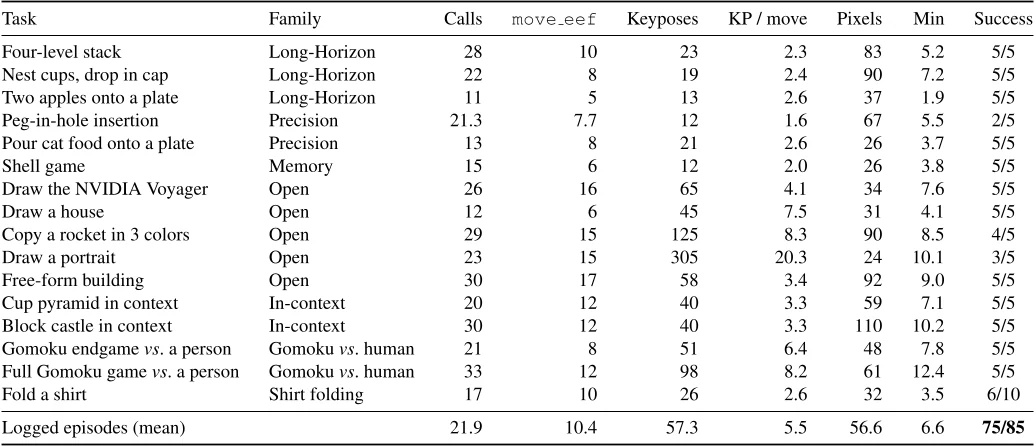 Task Family Calls move_eef Keyposes KP / move Pixels Min Success
Four-level stack Long-Horizon 28 10 23 2.3 83 5.2 5/5
Nest cups, drop in cap Long-Horizon 22 8 19 2.4 90 7.2 5/5
Two apples onto a plate Long-Horizon 11 5 13 2.6 37 1.9 5/5
Peg-in-hole insertion Precision 21.3 7.7 12 1.6 67 5.5 2/5
Pour cat food onto a plate Precision 13 8 21 2.6 26 3.7 5/5
Shell game Memory 15 6 12 2.0 26 3.8 5/5
Draw the NVIDIA Voyager Open 26 16 65 4.1 34 7.6 5/5
Draw a house Open 12 6 45 7.5 31 4.1 5/5
Copy a rocket in 3 colors Open 29 15 125 8.3 90 8.5 4/5
Draw a portrait Open 23 15 305 20.3 24 10.1 3/5
Free-form building Open 30 17 58 3.4 92 9.0 5/5
Cup pyramid in context In-context 20 12 40 3.3 59 7.1 5/5
Block castle in context In-context 30 12 40 3.3 110 10.2 5/5
Gomoku endgame vs. a person Gomoku vs. human 21 8 51 6.4 48 7.8 5/5
Full Gomoku game vs. a person Gomoku vs. human 33 12 98 8.2 61 12.4 5/5
Fold a shirt Shirt folding 17 10 26 2.6 32 3.5 6/10
Logged episodes (mean) 21.9 10.4 57.3 5.5 56.6 6.6 75/85